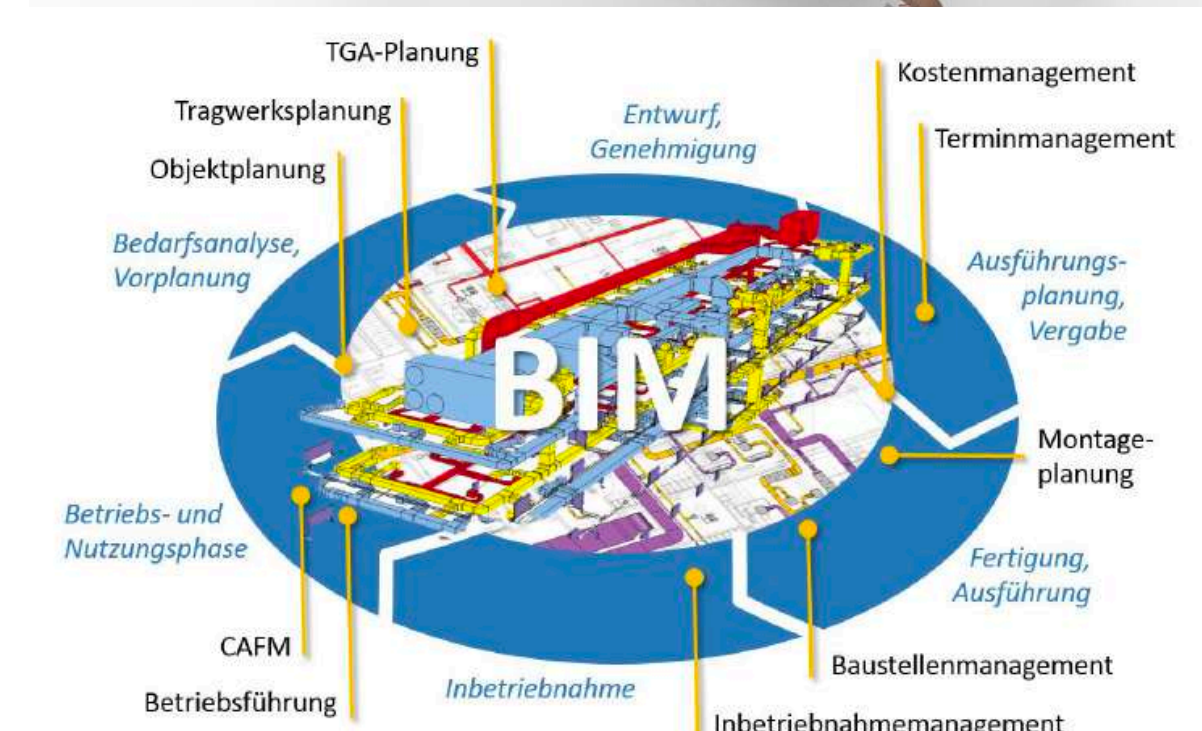 TGA-Planung
Kostenmanagement
Tragwerksplanung
Entwurf,
Genehmigung
Terminmanagement
Objektplanung
Bedarfsanalyse,
Vorplanung
Ausführungs-
planung,
Vergabe
BIM
Montage-
planung
Betriebs- und
Nutzungsphase
Fertigung,
Ausführung
CAFM
Baustellenmanagement
Betriebsführung
Inbetriebnahme
Inbetriebnahmemanagement